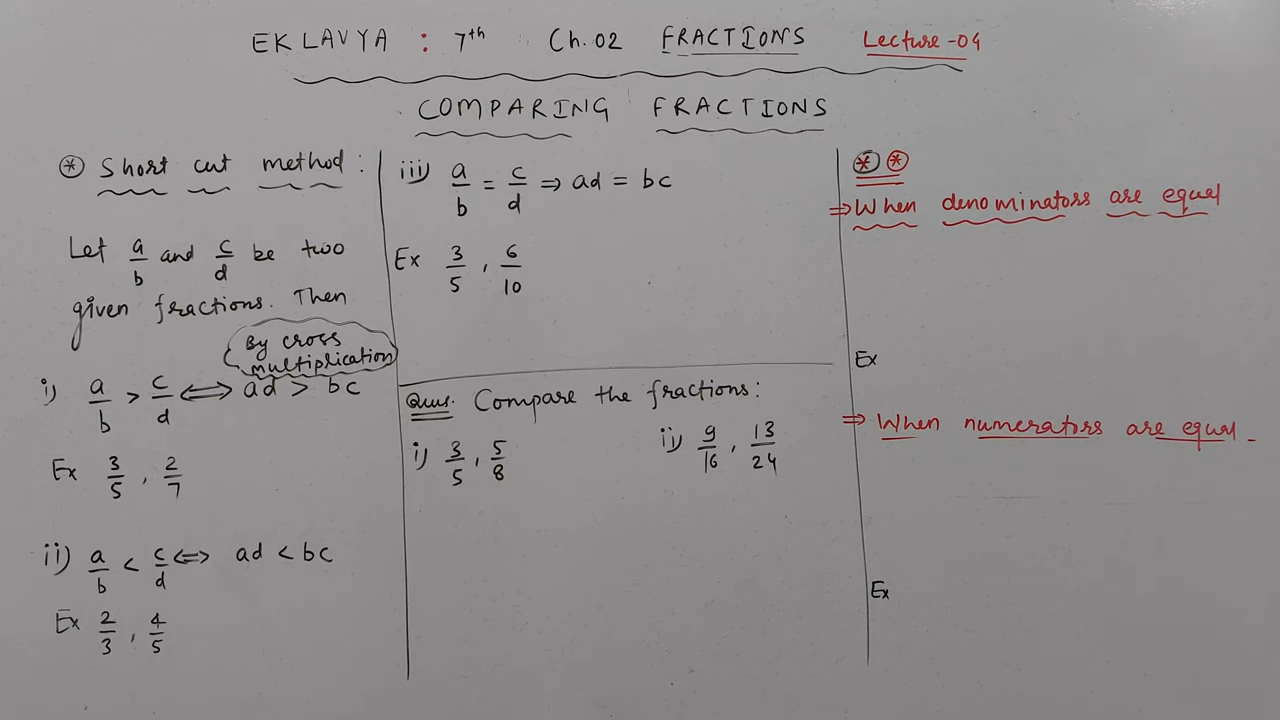 EKLAVYA : 7th Ch. 02 FRACTIONS Lecture-04
COMPARING FRACTIONS
⊛ Short cut method:
Let a/b and c/d be two
given fractions. Then
By cross
multiplication
i) a/b > c/d ⟺ ad > bc
Ex 3/5, 2/7
ii) a/b < c/d ⟺ ad < bc
Ex 2/3, 4/5
iii) a/b = c/d ⇒ ad = bc
Ex 3/5, 6/10
Ques. Compare the fractions:
i) 3/5, 5/8 ii) 9/16, 13/24
⊛ ⊛
⇒ When denominators are equal
Ex
⇒ When numerators are equal -
Ex